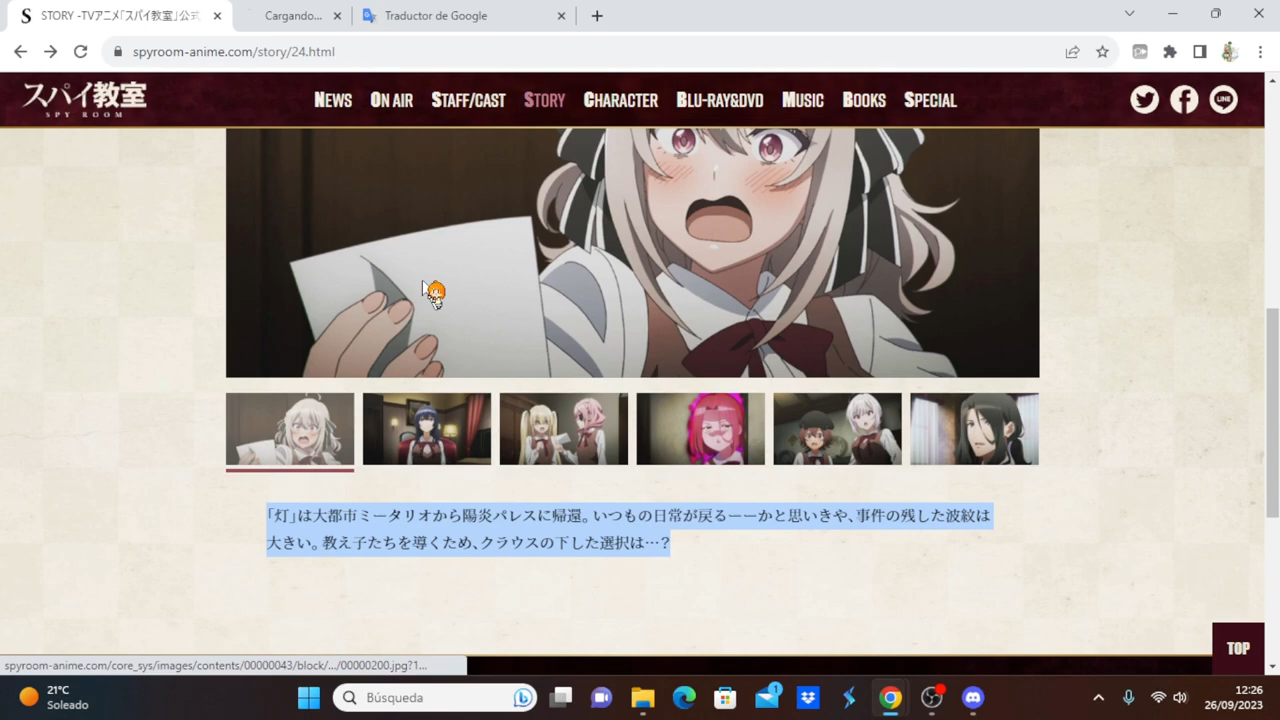 STORY -TVアニメ「スパイ教室」公式
Cargando...
Traductor de Google
spyroom-anime.com/story/24.html
スパイ教室
SPY ROOM
NEWS ON AIR STAFF/CAST STORY CHARACTER BLU-RAY&DVD MUSIC BOOKS SPECIAL
LINE
「灯」は大都市ミータリオから陽炎パレスに帰還。いつもの日常が戻るーーかと思いきや、事件の残した波紋は
大きい。教え子たちを導くため、クラウスの下した選択は…?
TOP
spyroom-anime.com/core_sys/images/contents/00000043/block/.../00000200.jpg?1...
21°C
Soleado
Búsqueda
1
12:26
26/09/2023